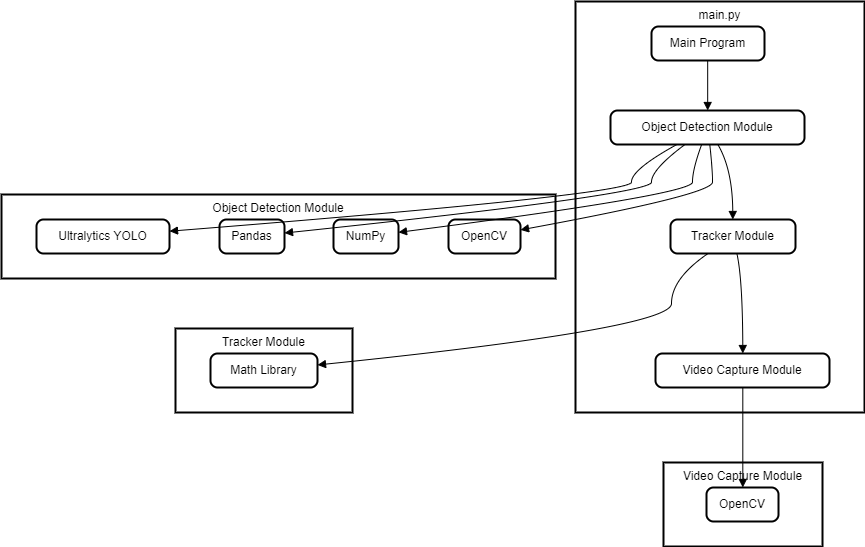 main.py
Main Program
Object Detection Module
Object Detection Module
Ultralytics YOLO
Pandas
NumPy
OpenCV
Tracker Module
Tracker Module
Math Library
Video Capture Module
Video Capture Module
OpenCV